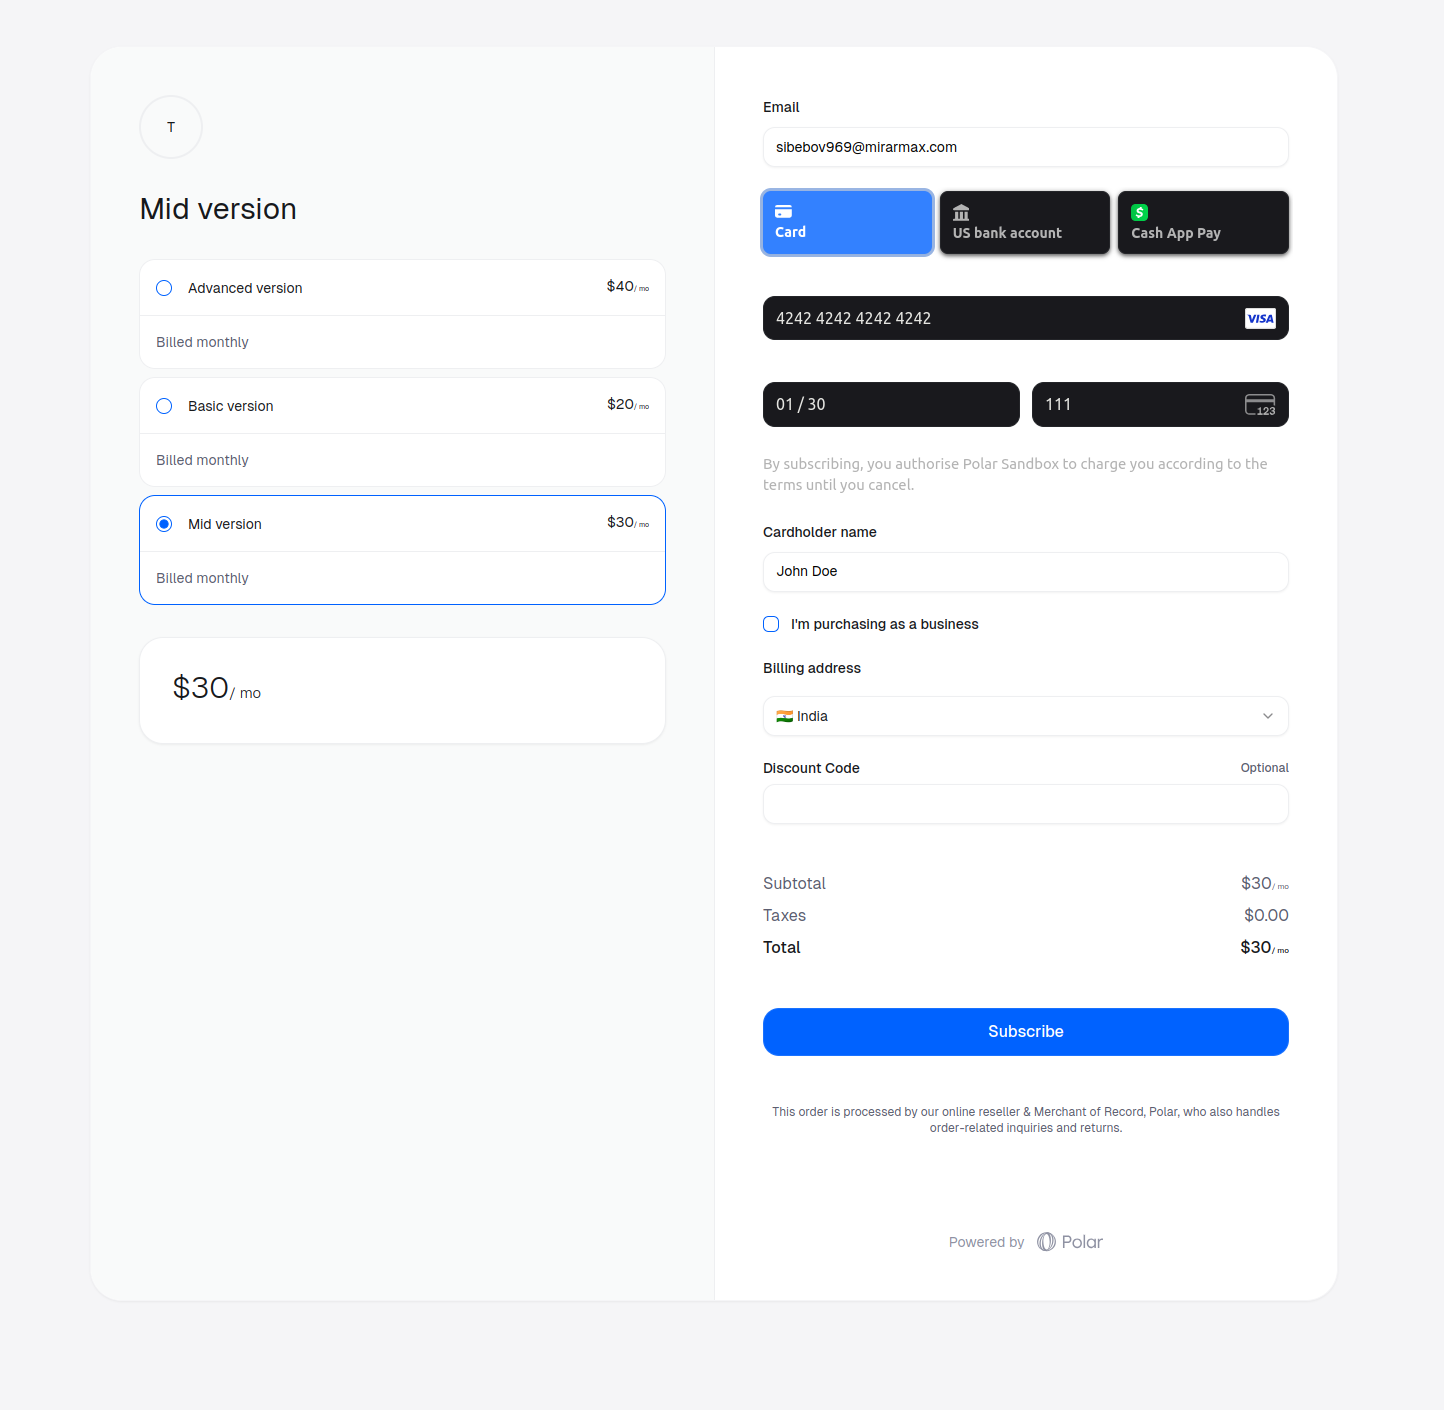 T
Mid version
Advanced version
$40/ mo
Billed monthly
Basic version
$20/ mo
Billed monthly
Mid version
$30/ mo
Billed monthly
$30/ mo
Email
sibebov969@mirarmax.com
Card
US bank account
$
Cash App Pay
4242 4242 4242 4242
VISA
01 / 30
111
123
By subscribing, you authorise Polar Sandbox to charge you according to the
terms until you cancel.
Cardholder name
John Doe
I'm purchasing as a business
Billing address
India
Discount Code
Optional
Subtotal
$30/ mo
Taxes
$0.00
Total
$30/ mo
Subscribe
This order is processed by our online reseller & Merchant of Record, Polar, who also handles
order-related inquiries and returns.
Powered by Polar